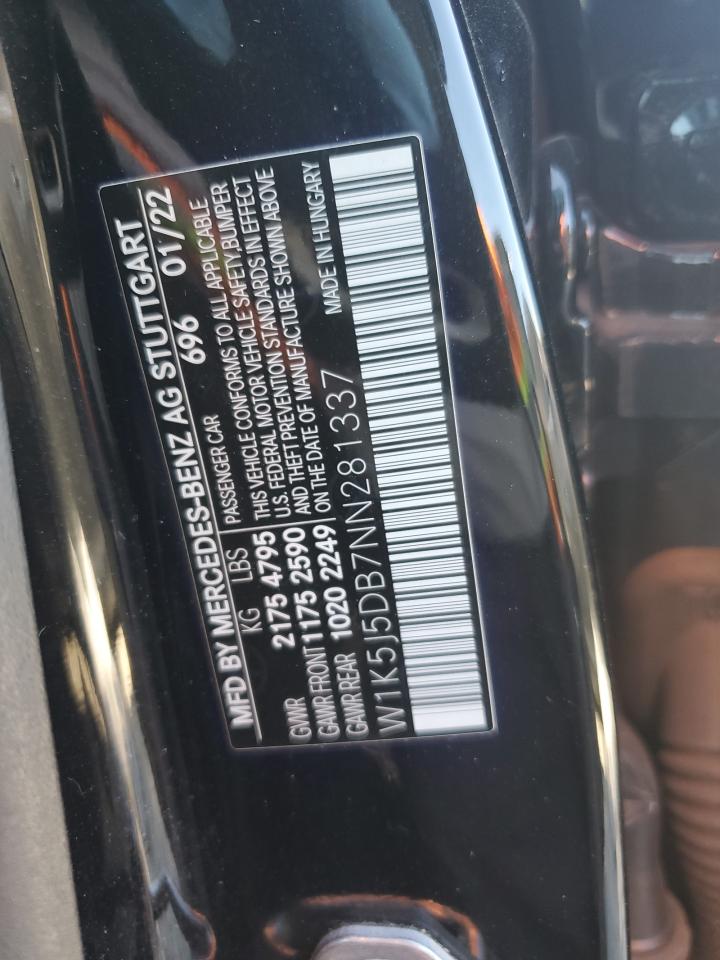 MFD BY MERCEDES-BENZ AG STUTTGART
KG LBS PASSENGER CAR 696 01/22
GVWR 2175 4795
GAWR FRONT 1175 2590
GAWR REAR 1020 2249
THIS VEHICLE CONFORMS TO ALL APPLICABLE
U.S. FEDERAL MOTOR VEHICLE SAFETY, BUMPER
AND THEFT PREVENTION STANDARDS IN EFFECT
ON THE DATE OF MANUFACTURE SHOWN ABOVE
W1K5J5DB7NN281337 MADE IN HUNGARY